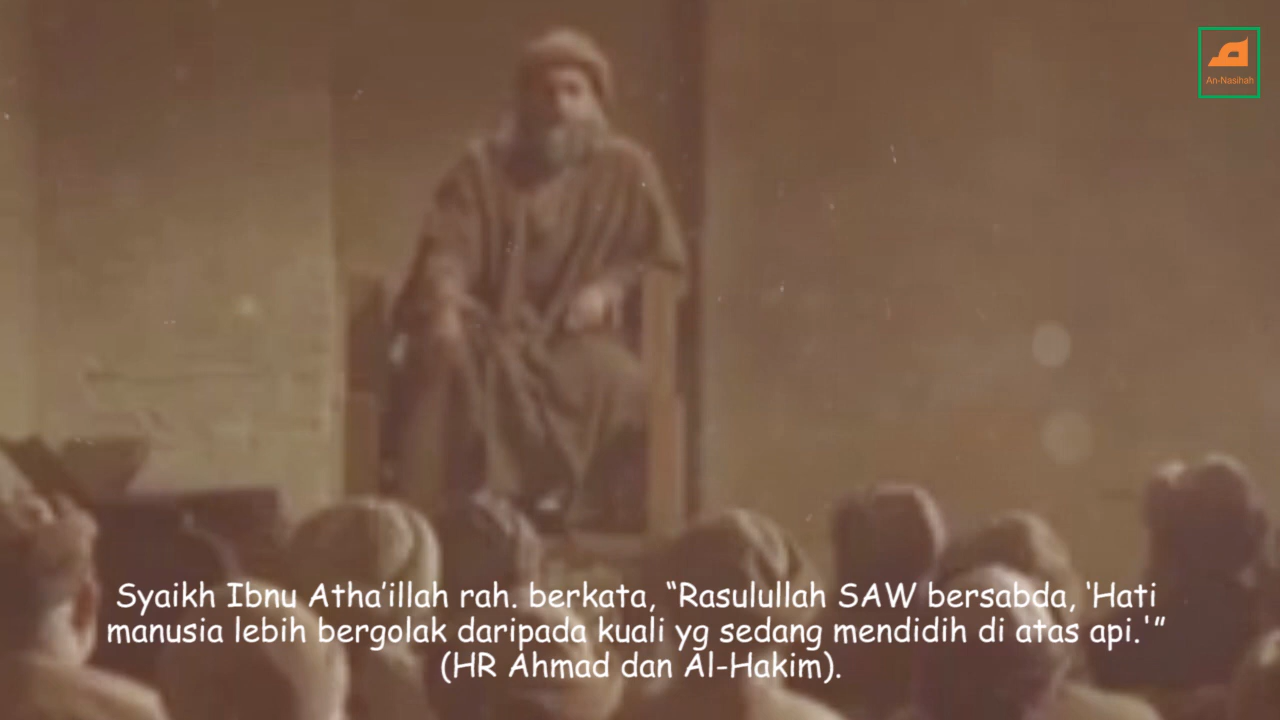 An-Nasihah
Syaikh Ibnu Atha’illah rah. berkata, “Rasulullah SAW bersabda, ‘Hati
manusia lebih bergolak daripada kuali yg sedang mendidih di atas api.'”
(HR Ahmad dan Al-Hakim).